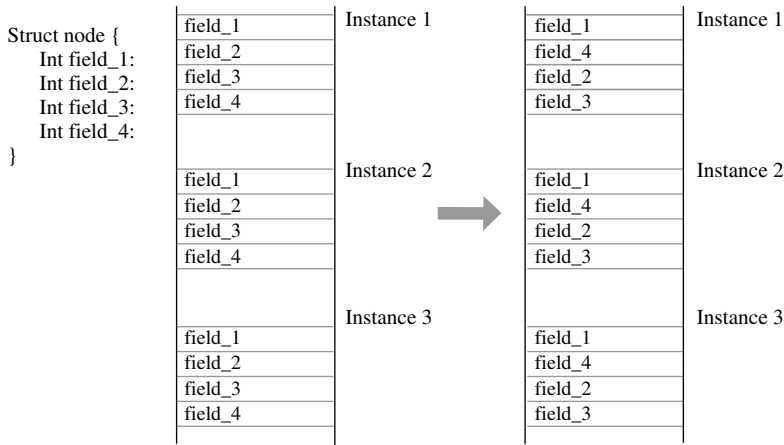 Struct node {
Int field_1:
Int field_2:
Int field_3:
Int field_4:
}
field_1
field_2
field_3
field_4
Instance 1
field_1
field_2
field_3
field_4
Instance 2
field_1
field_2
field_3
field_4
Instance 3
field_1
field_4
field_2
field_3
Instance 1
field_1
field_4
field_2
field_3
Instance 2
field_1
field_4
field_2
field_3
Instance 3